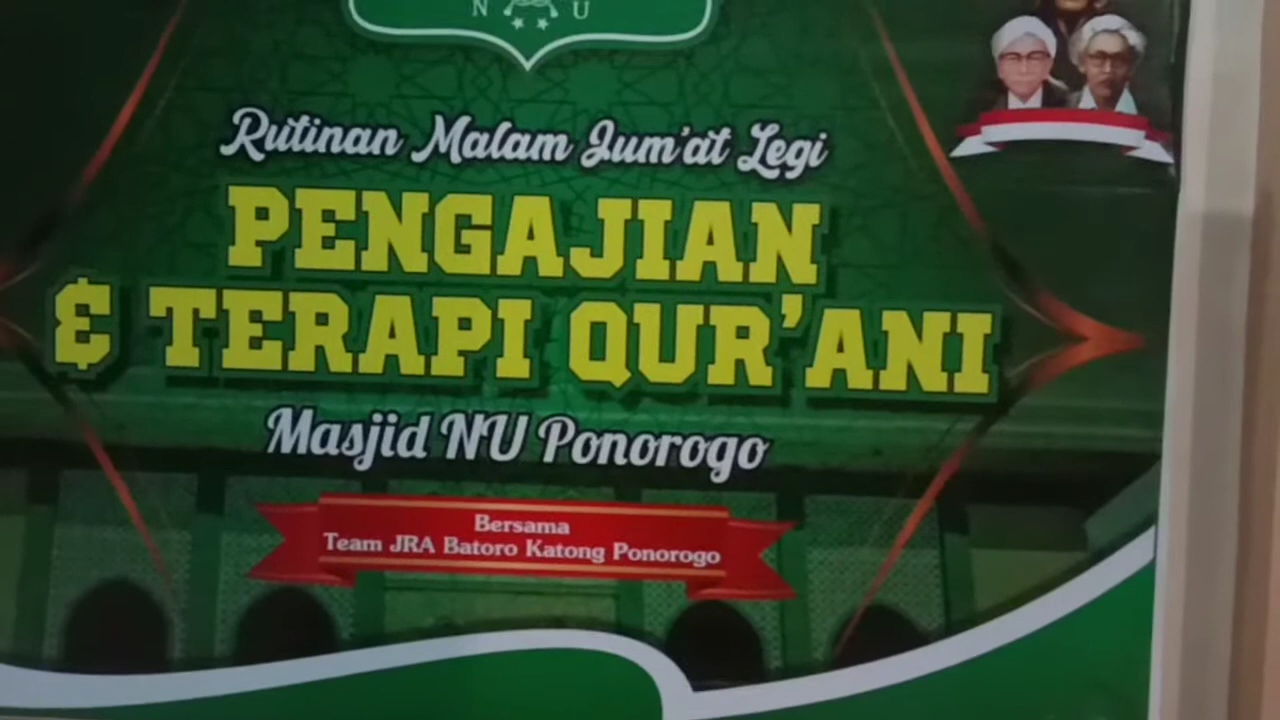 N U
Rutinan Malam Jum'at Legi
PENGAJIAN
& TERAPI QUR'ANI
Masjid NU Ponorogo
Bersama
Team JRA Batoro Katong Ponorogo